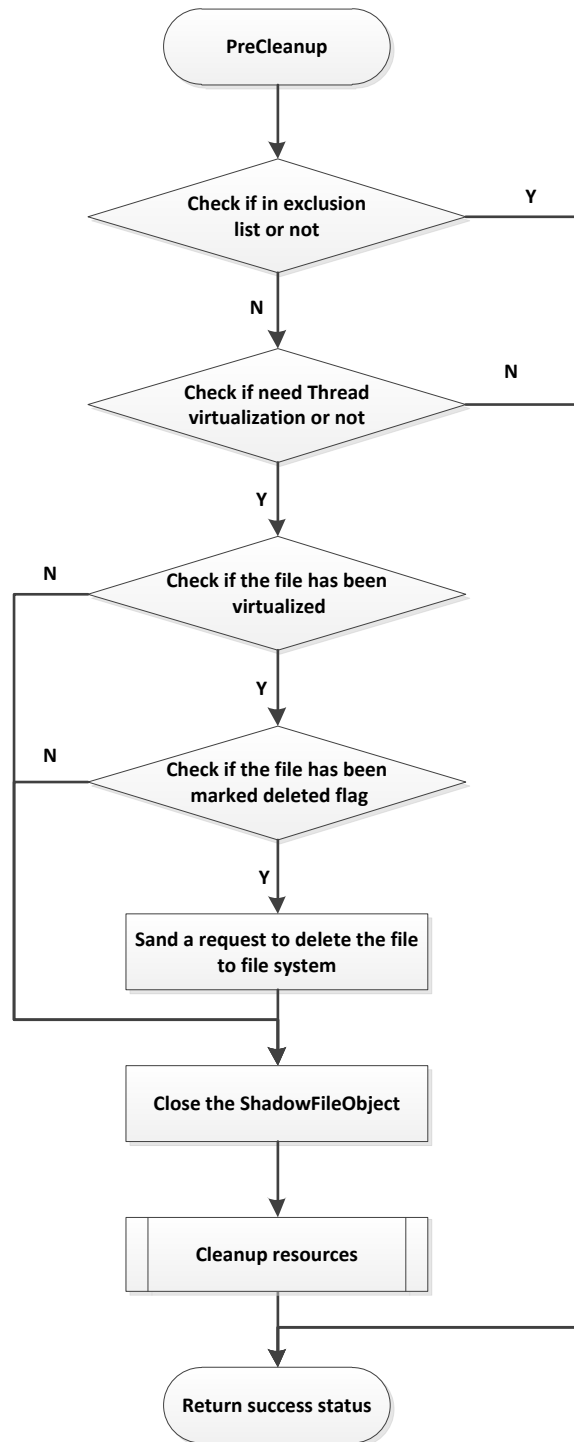 PreCleanup
Check if in exclusion
list or not
Y
N
Check if need Thread
virtualization or not
N
Y
Check if the file has been
virtualized
N
Y
Check if the file has been
marked deleted flag
N
Y
Sand a request to delete the file
to file system
Close the ShadowFileObject
Cleanup resources
Return success status